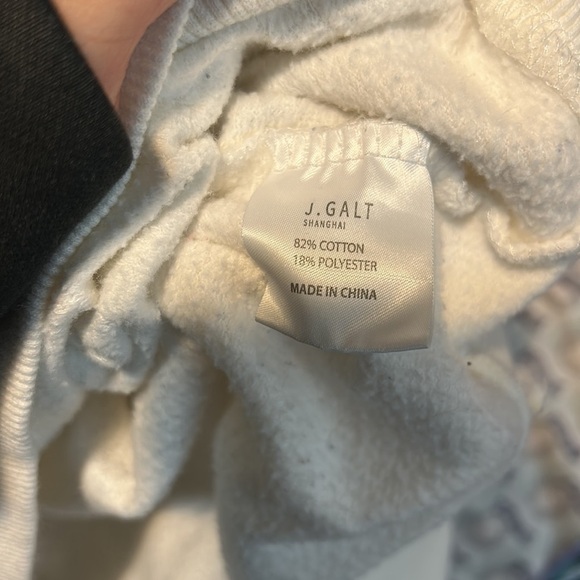 J.GALT
SHANGHAI
82% COTTON
18% POLYESTER
MADE IN CHINA